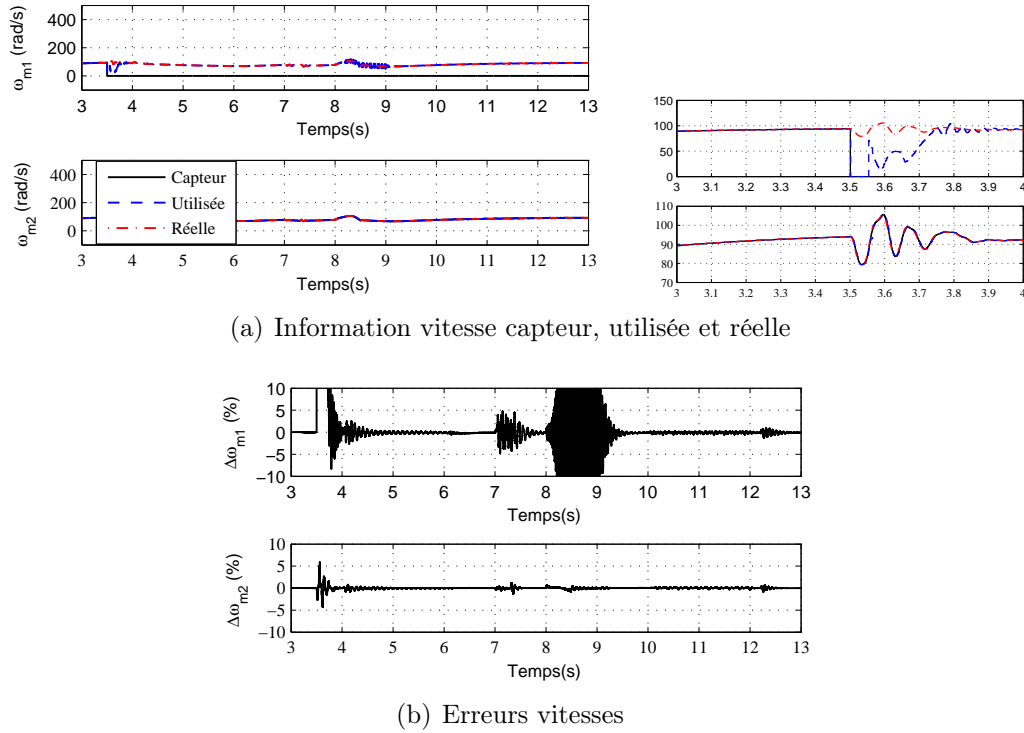 ω_m1 (rad/s)
400
200
0
3 4 5 6 7 8 9 10 11 12 13
Temps(s)
ω_m2 (rad/s)
400
200
0
Capteur
Utilisée
Réelle
3 4 5 6 7 8 9 10 11 12 13
Temps(s)
150
100
50
0
3 3.1 3.2 3.3 3.4 3.5 3.6 3.7 3.8 3.9 4
110
100
90
80
70
3 3.1 3.2 3.3 3.4 3.5 3.6 3.7 3.8 3.9 4
(a) Information vitesse capteur, utilisée et réelle
Δω_m1 (%)
10
5
0
−5
−10
3 4 5 6 7 8 9 10 11 12 13
Temps(s)
Δω_m2 (%)
10
5
0
−5
−10
3 4 5 6 7 8 9 10 11 12 13
Temps(s)
(b) Erreurs vitesses